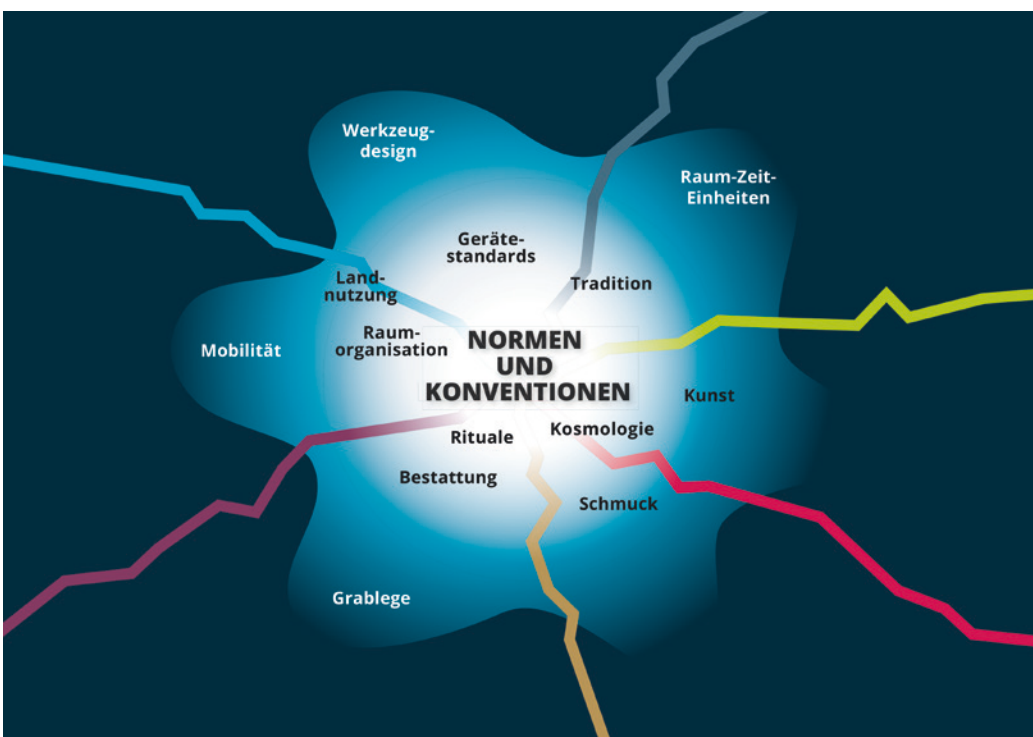 Werkzeug-
design
Raum-Zeit-
Einheiten
Geräte-
standards
Tradition
Land-
nutzung
Raum-
organisation
Mobilität
NORMEN
UND
KONVENTIONEN
Kunst
Rituale
Kosmologie
Bestattung
Schmuck
Grablege